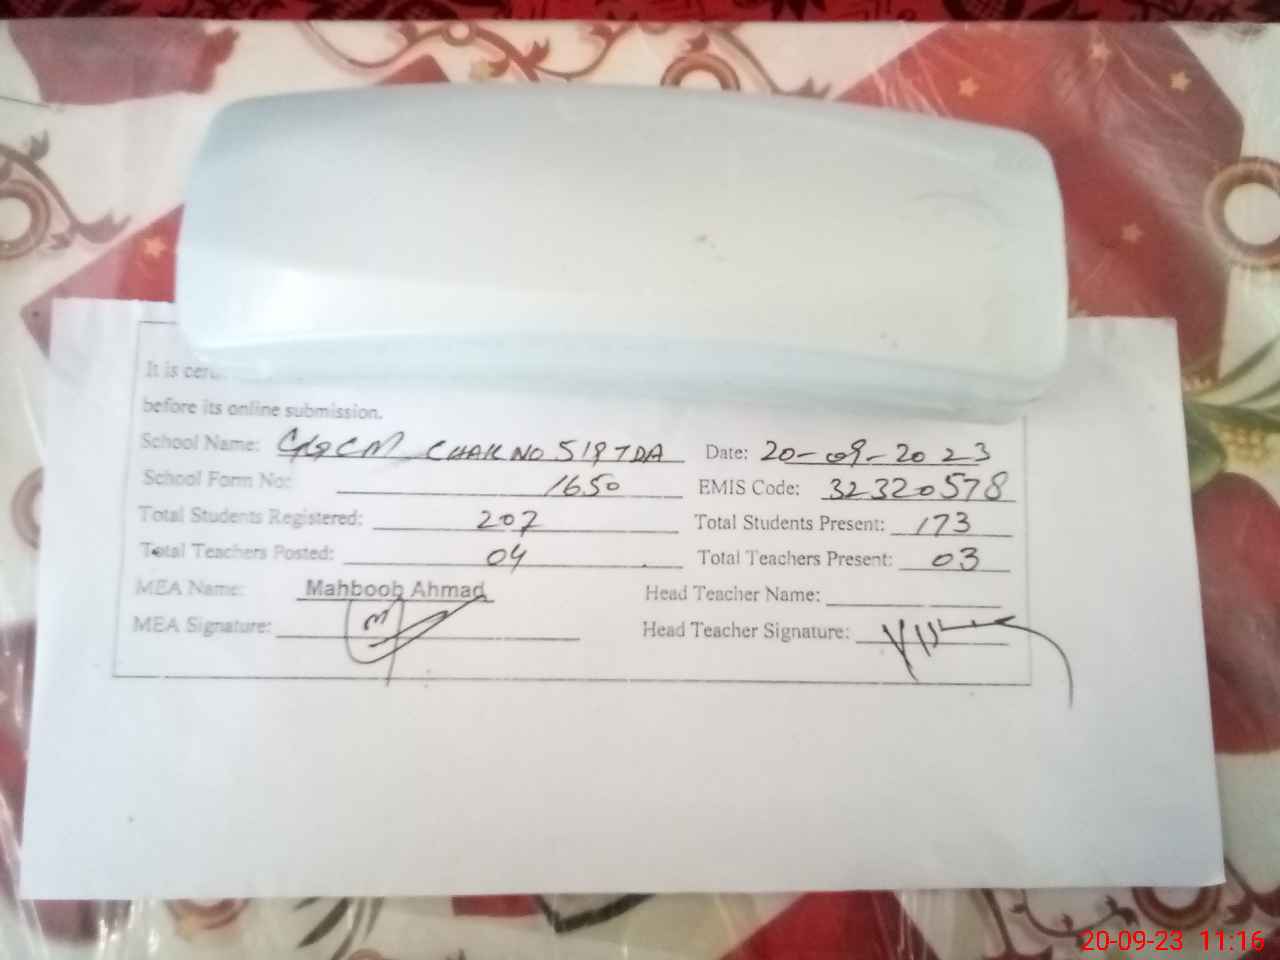 It is
before its online submission.
School Name: GGCM CHAK NO 518 TDA Date: 20-09-2023
School Form No: 1650 EMIS Code: 32320578
Total Students Registered: 207 Total Students Present: 173
Total Teachers Posted: 04 Total Teachers Present: 03
MEA Name: Mahboob Ahmad Head Teacher Name:
MEA Signature: Head Teacher Signature:
20-09-23 11:16